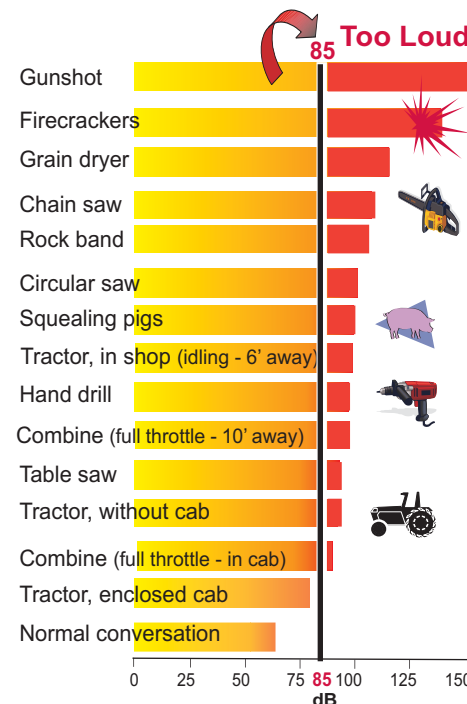 85 Too Loud
Gunshot
Firecrackers
Grain dryer
Chain saw
Rock band
Circular saw
Squealing pigs
Tractor, in shop (idling - 6' away)
Hand drill
Combine (full throttle - 10' away)
Table saw
Tractor, without cab
Combine (full throttle - in cab)
Tractor, enclosed cab
Normal conversation
0 25 50 75 85 100 125 150
dB